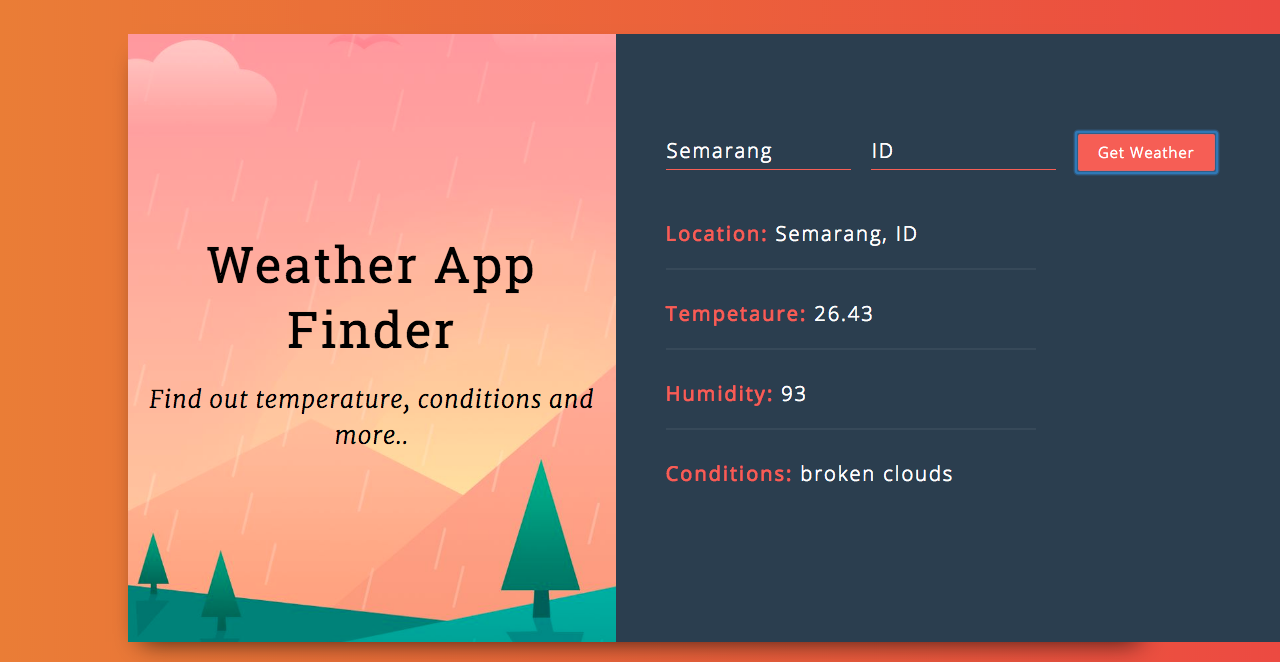 Weather App
Finder
Find out temperature, conditions and
more..
Semarang
ID
Get Weather
Location: Semarang, ID
Tempetaure: 26.43
Humidity: 93
Conditions: broken clouds